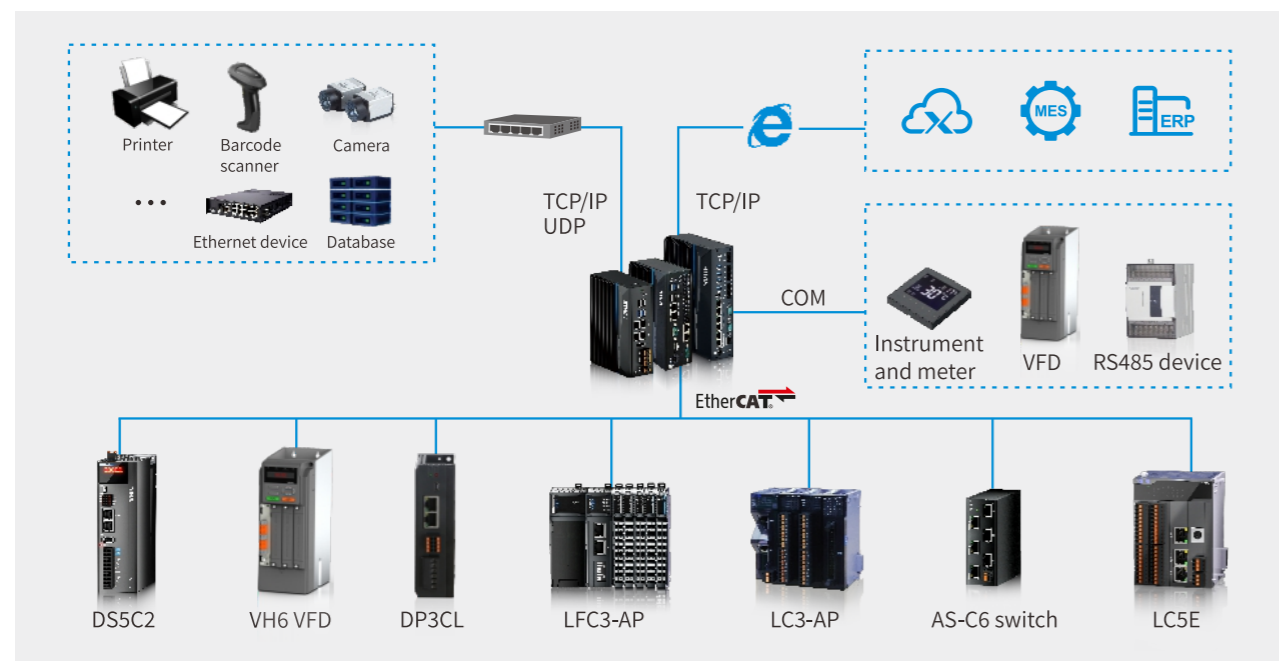 Printer
Barcode
scanner
Camera
...
Ethernet device
Database
TCP/IP
UDP
TCP/IP
MES
ERP
COM
Instrument
and meter
VFD
RS485 device
EtherCAT
DS5C2
VH6 VFD
DP3CL
LFC3-AP
LC3-AP
AS-C6 switch
LC5E